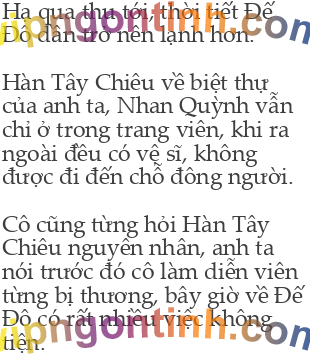 Hạ qua thu tới, thời tiết Đế
Đô dần trở nên lạnh hơn.
Hàn Tây Chiêu về biệt thự
của anh ta, Nhan Quỳnh vẫn
chỉ ở trong trang viên, khi ra
ngoài đều có vệ sĩ, không
được đi đến chỗ đông người.
Cô cũng từng hỏi Hàn Tây
Chiêu nguyên nhân, anh ta
nói trước đó cô làm diễn viên
từng bị thương, bây giờ về Đế
Đô có rất nhiều việc không
tiện.